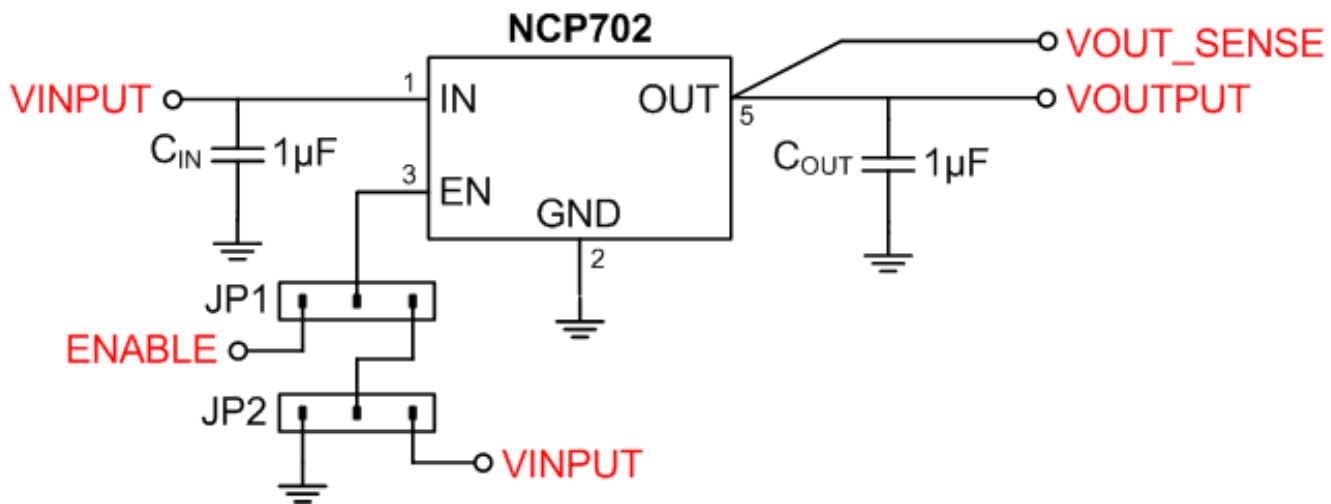 NCP702
VOUT_SENSE
VINPUT
1
IN
OUT
5
VOUTPUT
CIN
1µF
3
EN
COUT
1µF
GND
2
JP1
ENABLE
JP2
VINPUT